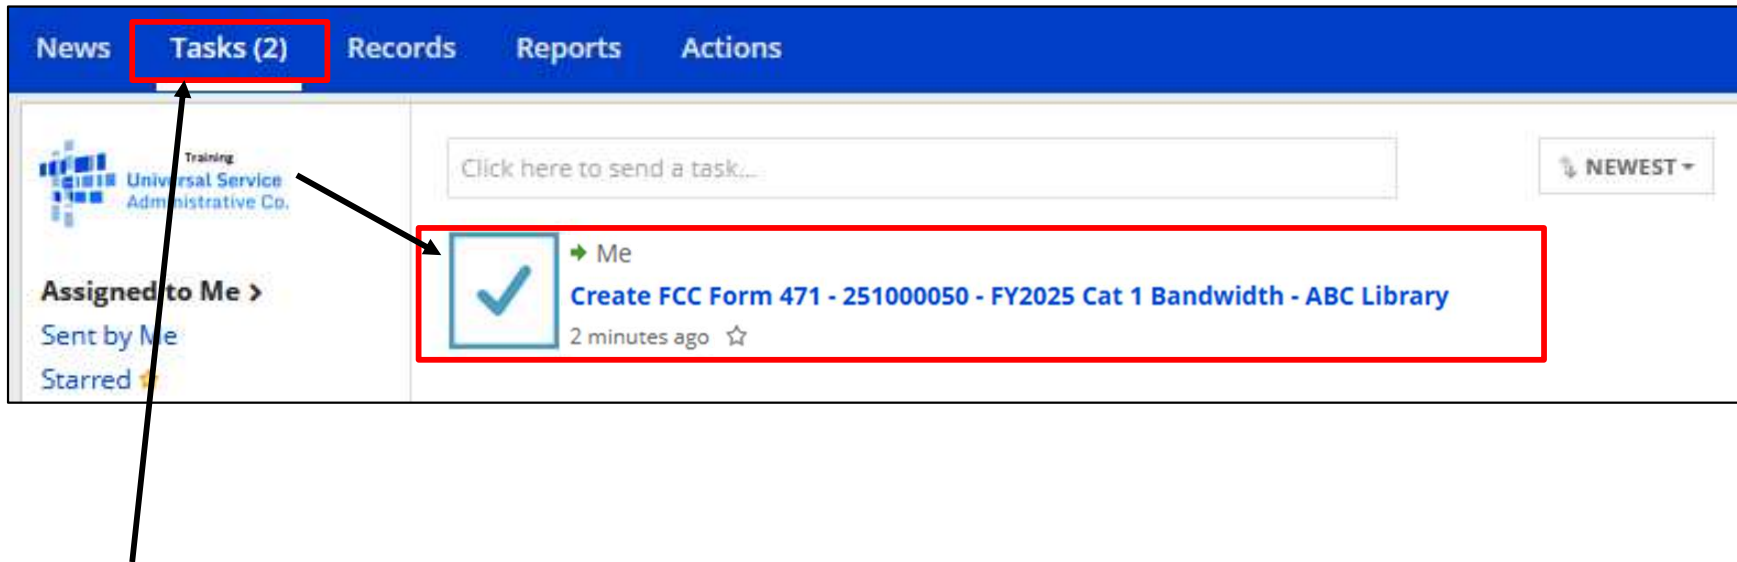 News Tasks (2) Records Reports Actions
Training
Universal Service
Administrative Co.
Click here to send a task...
NEWEST
Me
Create FCC Form 471 - 251000050 - FY2025 Cat 1 Bandwidth - ABC Library
2 minutes ago
Assigned to Me >
Sent by Me
Starred